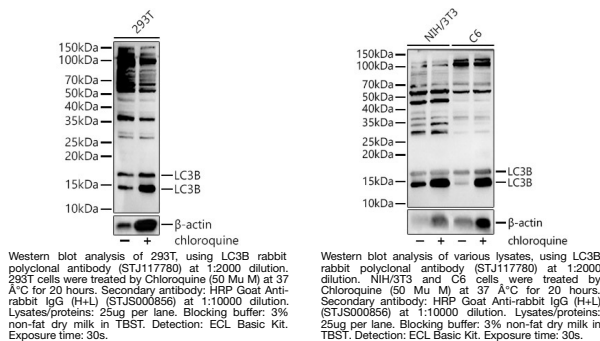 293T
150kDa
100kDa
70kDa
50kDa
40kDa
35kDa
25kDa
20kDa
15kDa
10kDa
LC3B
LC3B
β-actin
− +
chloroquine
Western blot analysis of 293T, using LC3B rabbit
polyclonal antibody (STJ117780) at 1:2000 dilution.
293T cells were treated by Chloroquine (50 Mu M) at 37
Â°C for 20 hours. Secondary antibody: HRP Goat Anti-
rabbit IgG (H+L) (STJS000856) at 1:10000 dilution.
Lysates/proteins: 25ug per lane. Blocking buffer: 3%
non-fat dry milk in TBST. Detection: ECL Basic Kit.
Exposure time: 30s.
NIH/3T3 C6
150kDa
100kDa
70kDa
50kDa
40kDa
35kDa
25kDa
20kDa
15kDa
10kDa
LC3B
LC3B
β-actin
− + − +
chloroquine
Western blot analysis of various lysates, using LC3B
rabbit polyclonal antibody (STJ117780) at 1:2000
dilution. NIH/3T3 and C6 cells were treated by
Chloroquine (50 Mu M) at 37 Â°C for 20 hours.
Secondary antibody: HRP Goat Anti-rabbit IgG (H+L)
(STJS000856) at 1:10000 dilution. Lysates/proteins:
25ug per lane. Blocking buffer: 3% non-fat dry milk in
TBST. Detection: ECL Basic Kit. Exposure time: 30s.